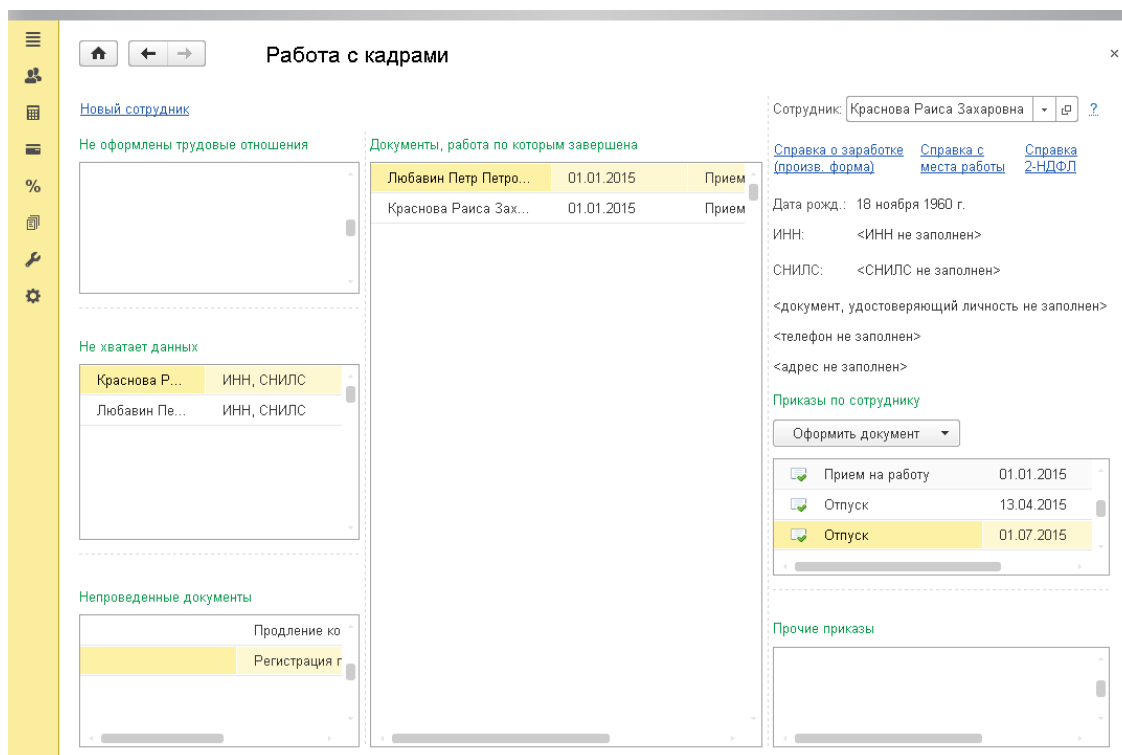 Работа с кадрами
Новый сотрудник
Не оформлены трудовые отношения
Не хватает данных
Краснова Р... ИНН, СНИЛС
Любавин Пе... ИНН, СНИЛС
Непроведенные документы
Продление ко
Регистрация г
Документы, работа по которым завершена
Любавин Петр Петро... 01.01.2015 Прием
Краснова Раиса Зах... 01.01.2015 Прием
Сотрудник: Краснова Раиса Захаровна ?
Справка о заработке (произв. форма)
Справка с места работы
Справка 2-НДФЛ
Дата рожд.: 18 ноября 1960 г.
ИНН: <ИНН не заполнен>
СНИЛС: <СНИЛС не заполнен>
<документ, удостоверяющий личность не заполнен>
<телефон не заполнен>
<адрес не заполнен>
Приказы по сотруднику
Оформить документ
Прием на работу 01.01.2015
Отпуск 13.04.2015
Отпуск 01.07.2015
Прочие приказы